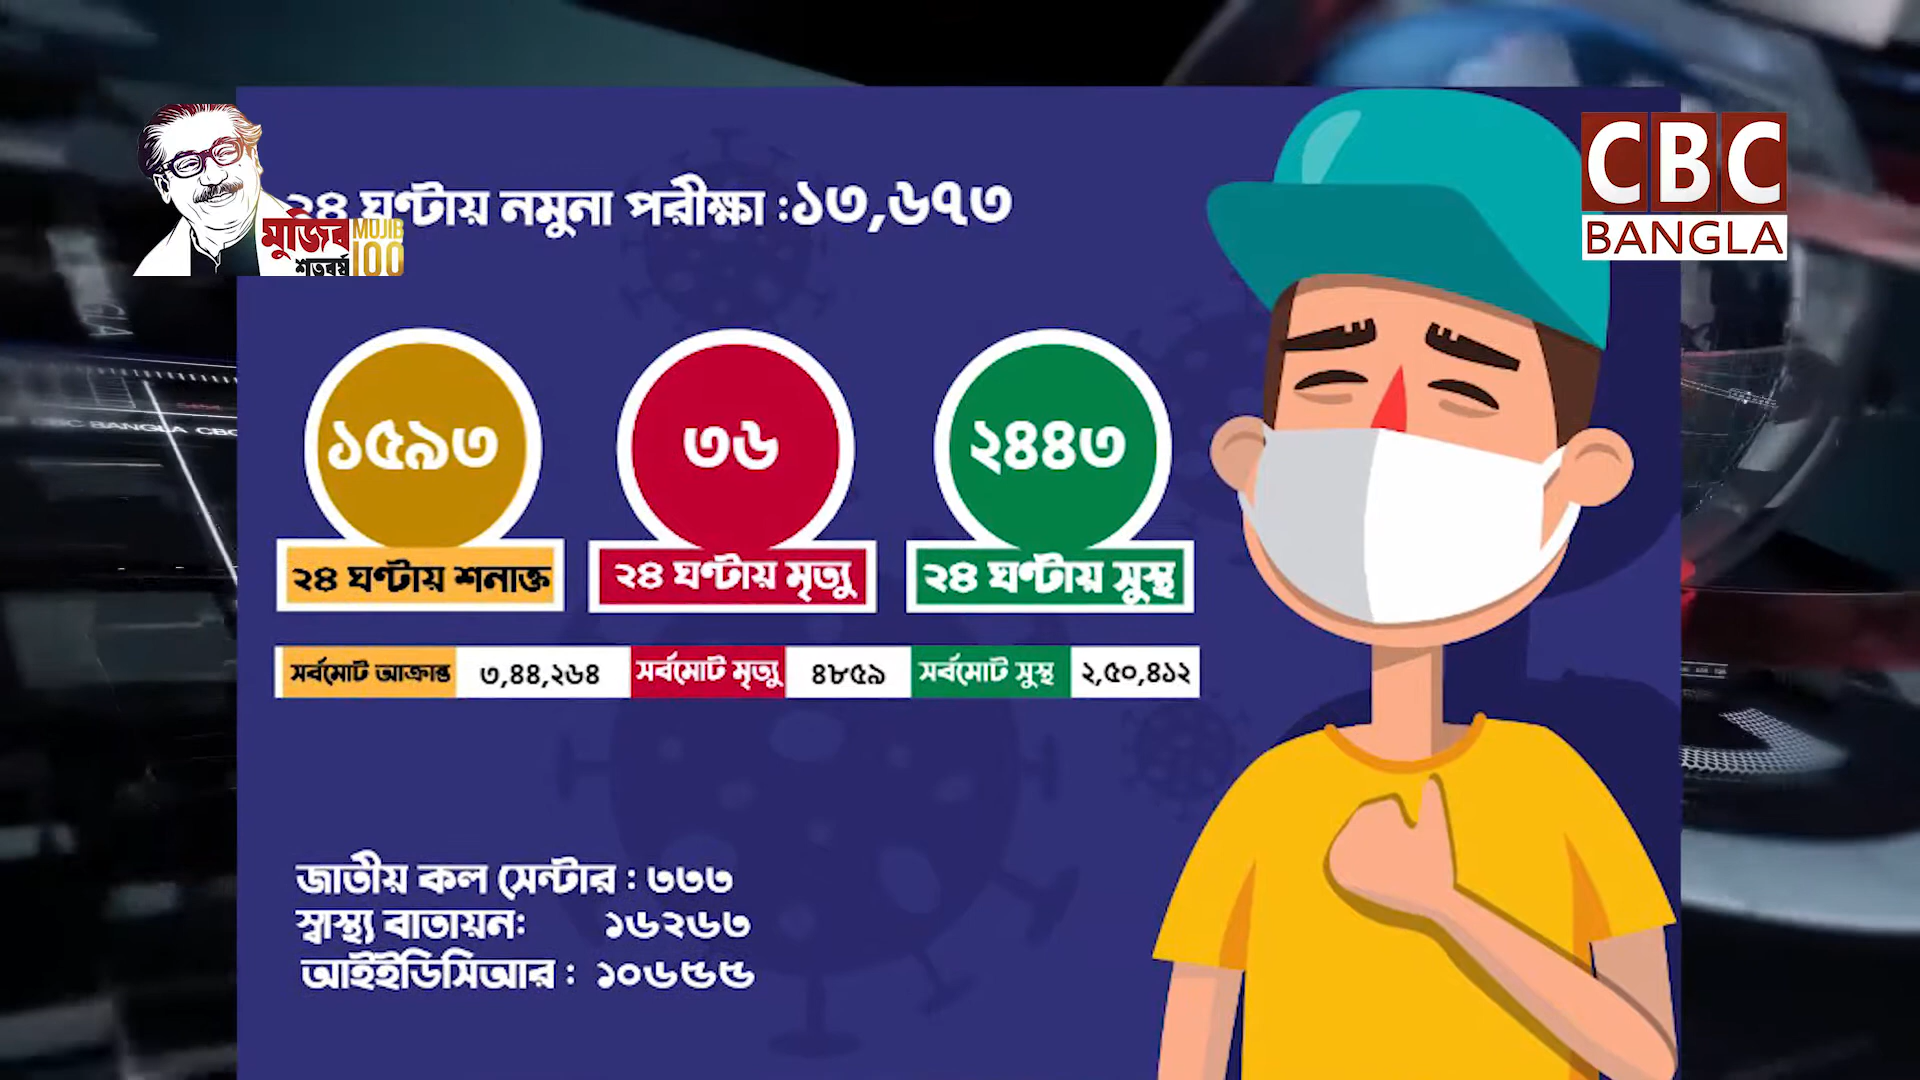 ২৪ ঘণ্টায় নমুনা পরীক্ষা :১৩,৬৭৩
মুজিব MUJIB
শতবর্ষ 100
CBC
BANGLA
১৫৯৩ ৩৬ ২৪৪৩
২৪ ঘণ্টায় শনাক্ত ২৪ ঘণ্টায় মৃত্যু ২৪ ঘণ্টায় সুস্থ
সর্বমোট আক্রান্ত ৩,৪৪,২৬৪ সর্বমোট মৃত্যু ৪৮৫৯ সর্বমোট সুস্থ ২,৫০,৪১২
জাতীয় কল সেন্টার : ৩৩৩
স্বাস্থ্য বাতায়ন: ১৬২৬৩
আইইডিসিআর : ১০৬৫৫
BANGLA CBC